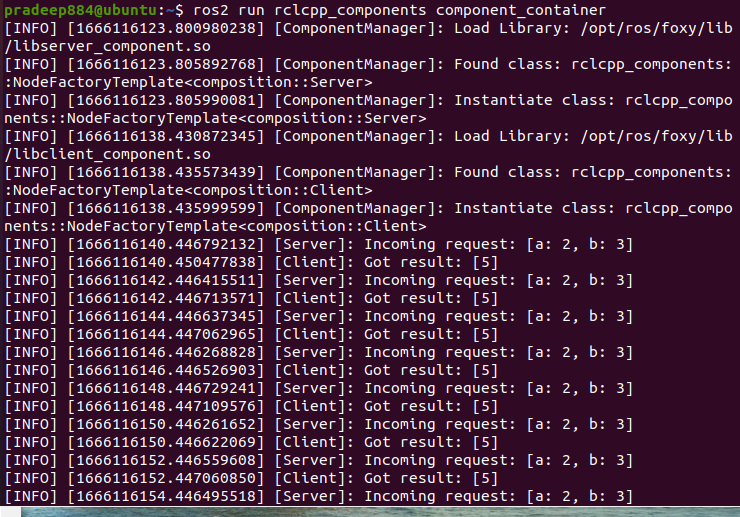 pradeep884@ubuntu:~$ ros2 run rclcpp_components component_container
[INFO] [1666116123.800980238] [ComponentManager]: Load Library: /opt/ros/foxy/lib
/libserver_component.so
[INFO] [1666116123.805892768] [ComponentManager]: Found class: rclcpp_components:
:NodeFactoryTemplate<composition::Server>
[INFO] [1666116123.805990081] [ComponentManager]: Instantiate class: rclcpp_compo
nents::NodeFactoryTemplate<composition::Server>
[INFO] [1666116138.430872345] [ComponentManager]: Load Library: /opt/ros/foxy/lib
/libclient_component.so
[INFO] [1666116138.435573439] [ComponentManager]: Found class: rclcpp_components:
:NodeFactoryTemplate<composition::Client>
[INFO] [1666116138.435999599] [ComponentManager]: Instantiate class: rclcpp_compo
nents::NodeFactoryTemplate<composition::Client>
[INFO] [1666116140.446792132] [Server]: Incoming request: [a: 2, b: 3]
[INFO] [1666116140.450477838] [Client]: Got result: [5]
[INFO] [1666116142.446415511] [Server]: Incoming request: [a: 2, b: 3]
[INFO] [1666116142.446713571] [Client]: Got result: [5]
[INFO] [1666116144.446637345] [Server]: Incoming request: [a: 2, b: 3]
[INFO] [1666116144.447062965] [Client]: Got result: [5]
[INFO] [1666116146.446268828] [Server]: Incoming request: [a: 2, b: 3]
[INFO] [1666116146.446526903] [Client]: Got result: [5]
[INFO] [1666116148.446729241] [Server]: Incoming request: [a: 2, b: 3]
[INFO] [1666116148.447109576] [Client]: Got result: [5]
[INFO] [1666116150.446261652] [Server]: Incoming request: [a: 2, b: 3]
[INFO] [1666116150.446622069] [Client]: Got result: [5]
[INFO] [1666116152.446559608] [Server]: Incoming request: [a: 2, b: 3]
[INFO] [1666116152.447060850] [Client]: Got result: [5]
[INFO] [1666116154.446495518] [Server]: Incoming request: [a: 2, b: 3]